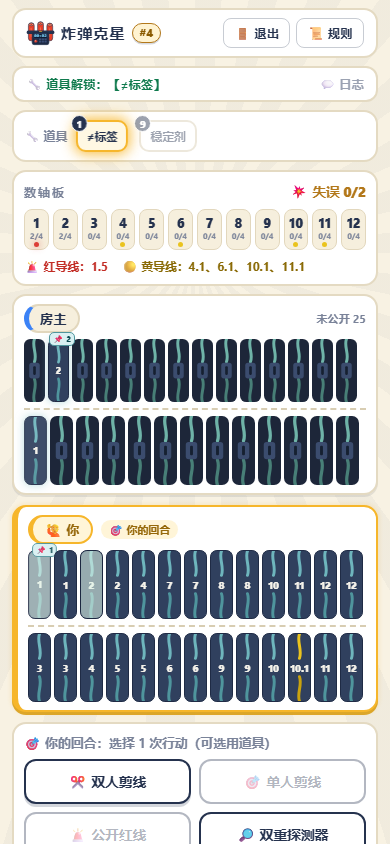 炸弹克星 #4 退出 规则
道具解锁：【≠标签】 日志
道具 1 ≠标签 9 稳定剂
数轴板 失误 0/2
1 2 3 4 5 6 7 8 9 10 11 12
2/4 2/4 0/4 0/4 0/4 0/4 0/4 0/4 0/4 0/4 0/4 0/4
红导线：1.5 黄导线：4.1、6.1、10.1、11.1
房主 未公开 25
2
2
1
你 你的回合
1
1 1 2 2 4 7 7 8 8 10 11 12 12
3 3 4 5 5 6 6 9 9 10 10.1 11 12
你的回合：选择 1 次行动（可选用道具）
双人剪线 单人剪线
公开红线 双重探测器